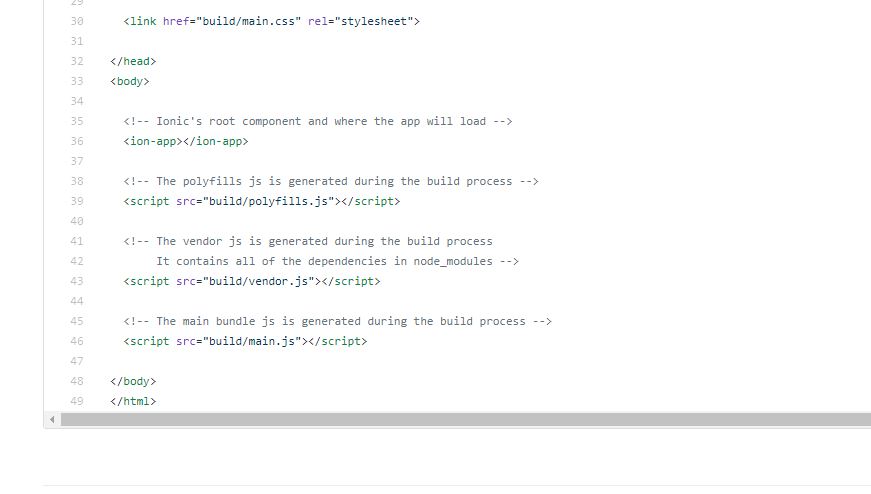 29
30 <link href="build/main.css" rel="stylesheet">
31
32 </head>
33 <body>
34
35 <!-- Ionic's root component and where the app will load -->
36 <ion-app></ion-app>
37
38 <!-- The polyfills js is generated during the build process -->
39 <script src="build/polyfills.js"></script>
40
41 <!-- The vendor js is generated during the build process
42 It contains all of the dependencies in node_modules -->
43 <script src="build/vendor.js"></script>
44
45 <!-- The main bundle js is generated during the build process -->
46 <script src="build/main.js"></script>
47
48 </body>
49 </html>